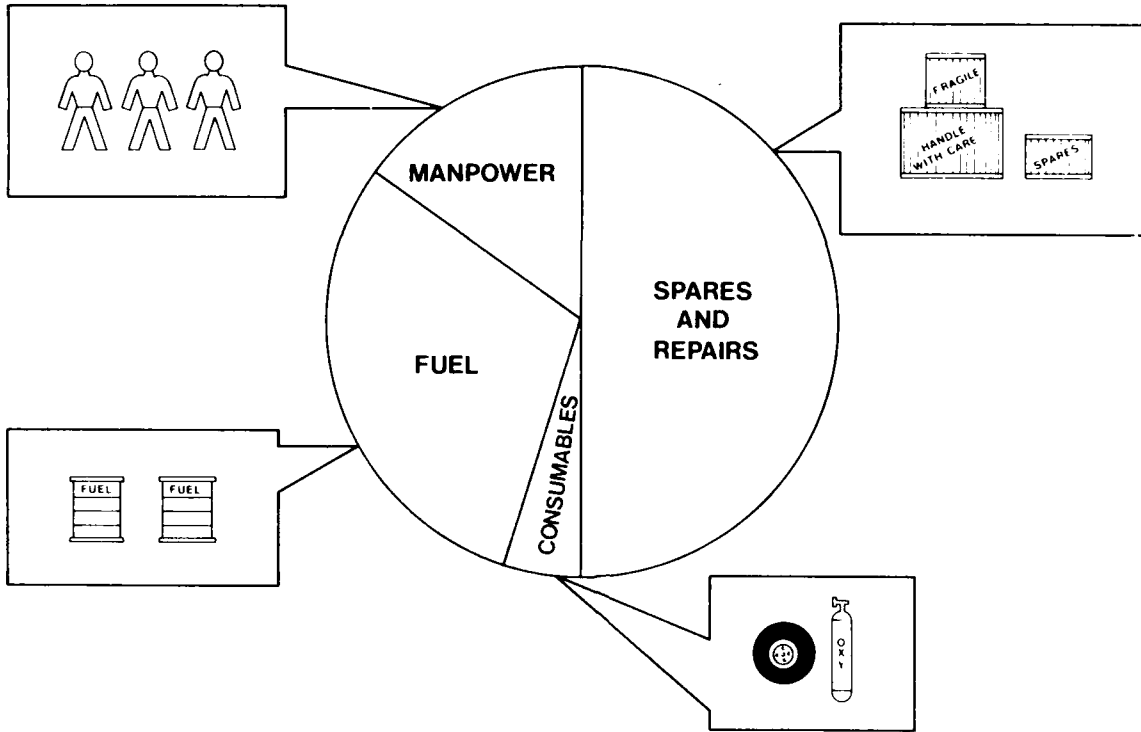 MANPOWER
FRAGILE
HANDLE
WITH CARE
SPARES
SPARES
AND
REPAIRS
FUEL
CONSUMABLES
FUEL
FUEL
OXY